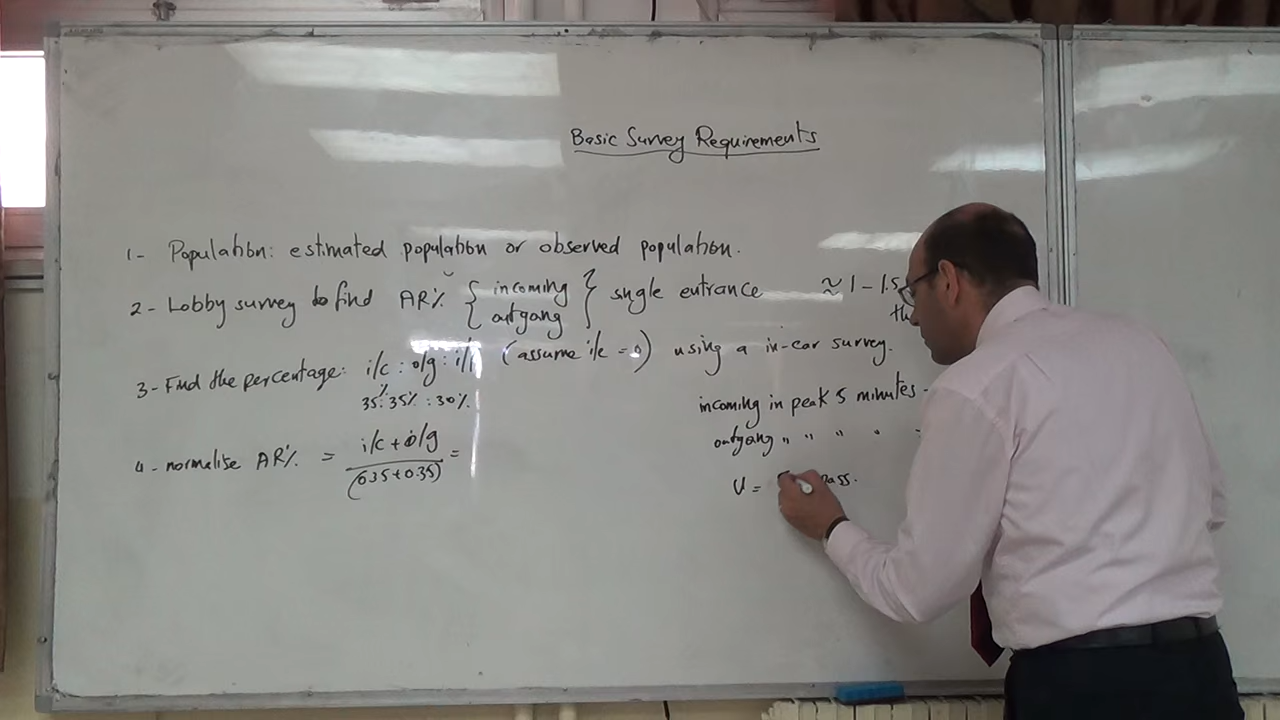 Basic Survey Requirements
1- Population: estimated population or observed population.
2- Lobby survey to find AR% { incoming outgoing } single entrance ≈ 1 - 1.5
3- Find the percentage: i/c : o/g : i/f (assume i/c = 0) using a in-car survey.
35% : 35% : 30%
incoming in peak 5 minutes -
outgoing " " " "
4- normalise AR% = i/c + o/g / (0.35 + 0.35) =
U = pass.